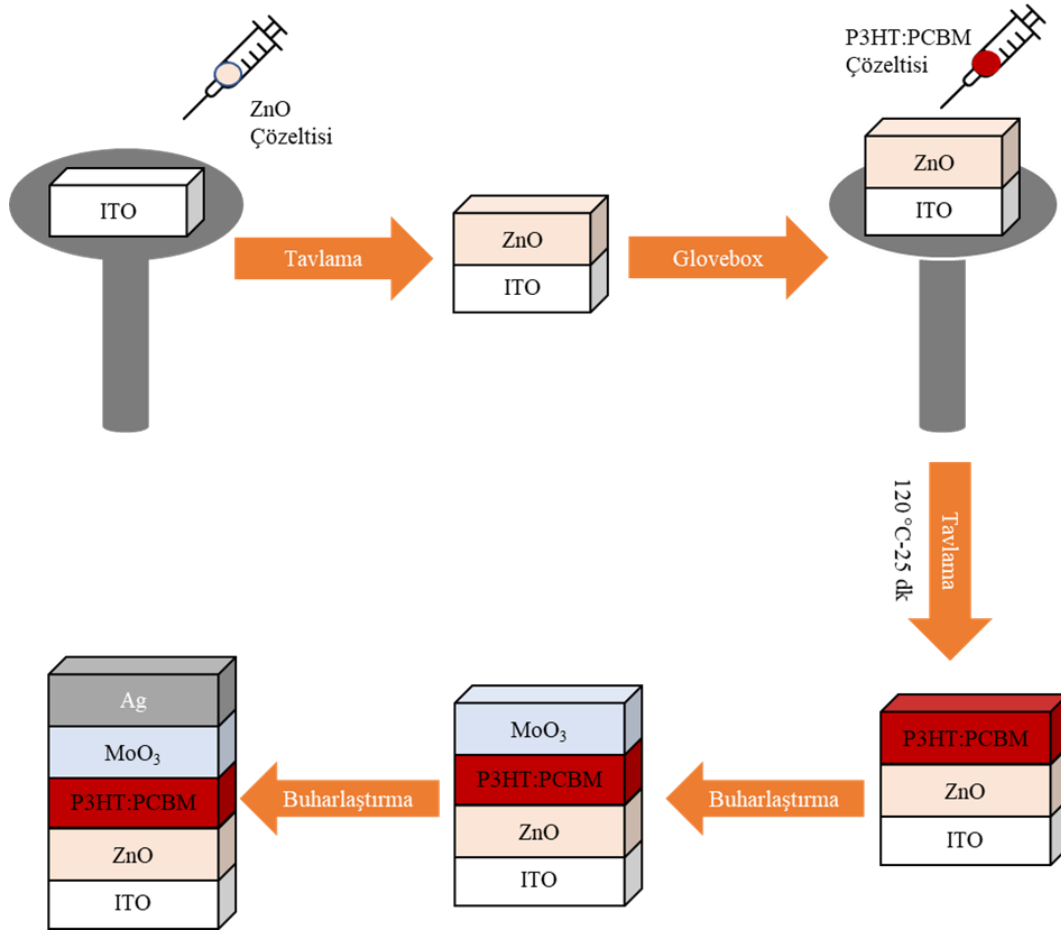 ZnO
Çözeltisi
ITO
Tavlama
ZnO
ITO
Glovebox
P3HT:PCBM
Çözeltisi
ZnO
ITO
Tavlama
120 °C-25 dk
P3HT:PCBM
ZnO
ITO
Buharlaştırma
MoO₃
P3HT:PCBM
ZnO
ITO
Buharlaştırma
Ag
MoO₃
P3HT:PCBM
ZnO
ITO